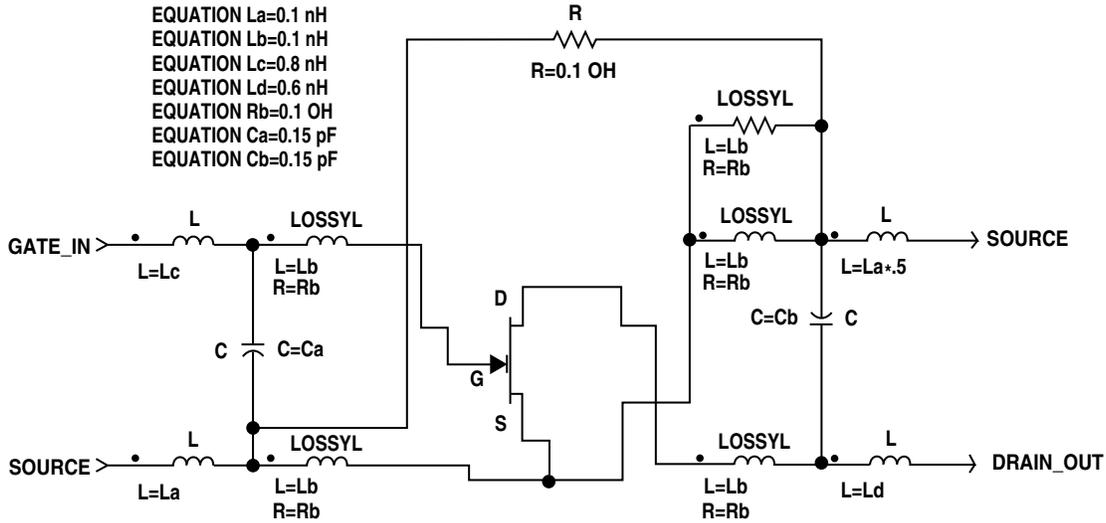 EQUATION La=0.1 nH
EQUATION Lb=0.1 nH
EQUATION Lc=0.8 nH
EQUATION Ld=0.6 nH
EQUATION Rb=0.1 OH
EQUATION Ca=0.15 pF
EQUATION Cb=0.15 pF
R
R=0.1 OH
LOSSYL
L=Lb
R=Rb
GATE_IN
L
L=Lc
LOSSYL
L=Lb
R=Rb
LOSSYL
L=Lb
R=Rb
L
L=La*.5
SOURCE
C
C=Ca
D
G
S
C=Cb
C
SOURCE
L
L=La
LOSSYL
L=Lb
R=Rb
LOSSYL
L=Lb
R=Rb
L
L=Ld
DRAIN_OUT